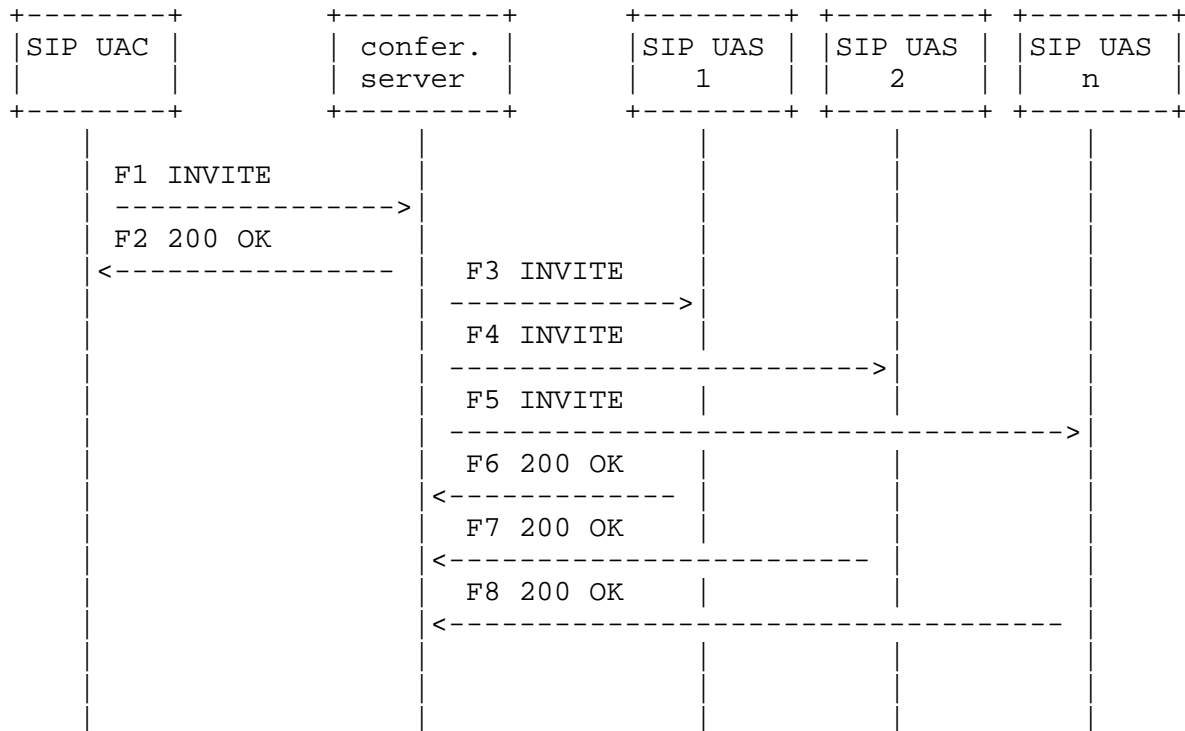 SIP UAC confer. SIP UAS SIP UAS SIP UAS
server 1 2 n
F1 INVITE
F2 200 OK
F3 INVITE
F4 INVITE
F5 INVITE
F6 200 OK
F7 200 OK
F8 200 OK